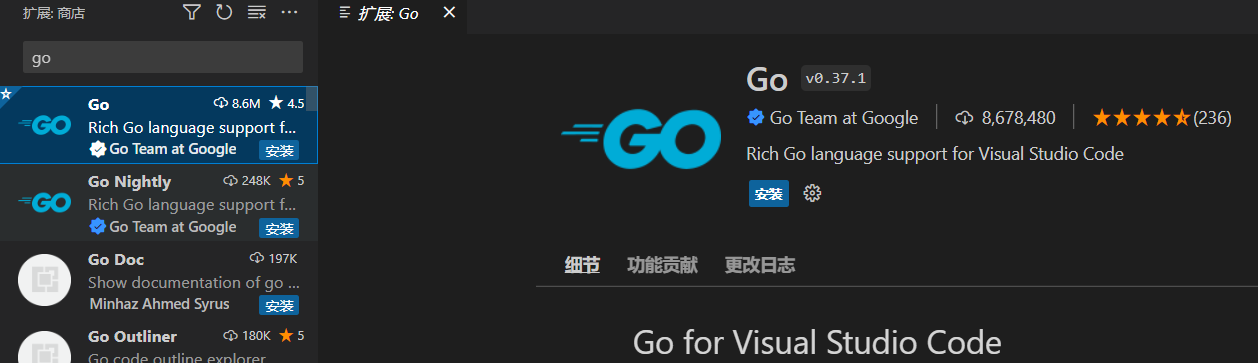 扩展: 商店
go
Go 8.6M 4.5
Rich Go language support f...
Go Team at Google 安装
GO
Go Nightly 248K 5
Rich Go language support f...
Go Team at Google 安装
GO
Go Doc 197K
Show documentation of go ...
Minhaz Ahmed Syrus 安装
Go Outliner 180K 5
Go code outline explorer
扩展: Go
GO
Go v0.37.1
Go Team at Google 8,678,480 (236)
Rich Go language support for Visual Studio Code
安装
细节 功能贡献 更改日志
Go for Visual Studio Code